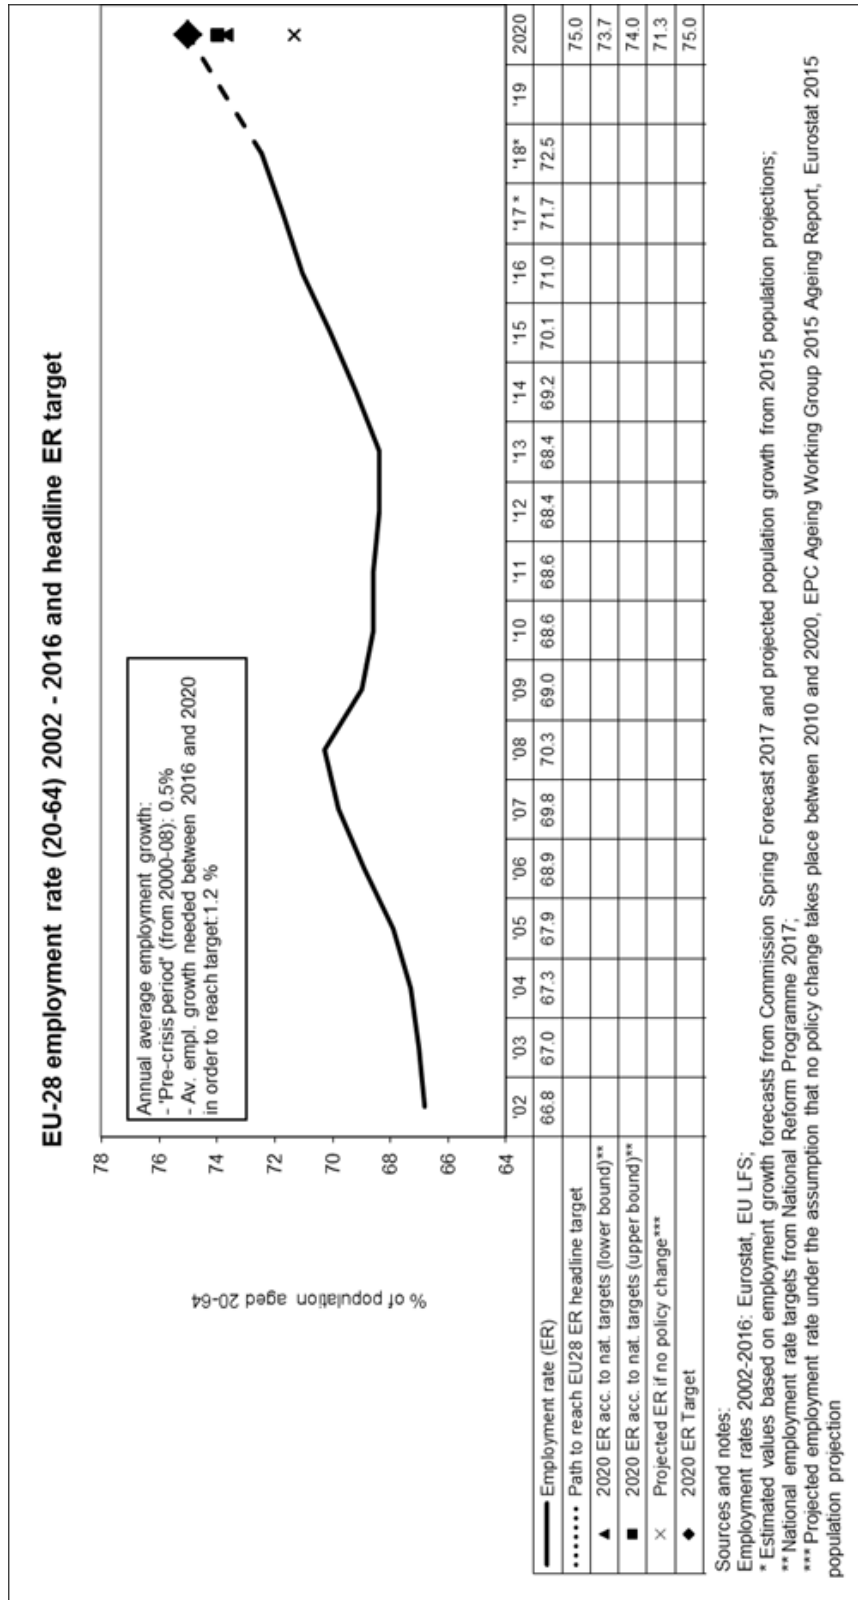 EU-28 employment rate (20-64) 2002 - 2016 and headline ER target
78
76
74
72
70
68
66
64
% of population aged 20-64
Annual average employment growth:
- 'Pre-crisis period' (from 2000-08): 0.5%
- Av. empl. growth needed between 2016 and 2020
in order to reach target:1.2 %
'02 '03 '04 '05 '06 '07 '08 '09 '10 '11 '12 '13 '14 '15 '16 '17 * '18* '19 2020
Employment rate (ER) 66.8 67.0 67.3 67.9 68.9 69.8 70.3 69.0 68.6 68.6 68.4 68.4 69.2 70.1 71.0 71.7 72.5
Path to reach EU28 ER headline target 75.0
2020 ER acc. to nat. targets (lower bound)** 73.7
2020 ER acc. to nat. targets (upper bound)** 74.0
Projected ER if no policy change*** 71.3
2020 ER Target 75.0
Sources and notes:
Employment rates 2002-2016: Eurostat, EU LFS;
* Estimated values based on employment growth forecasts from Commission Spring Forecast 2017 and projected population growth from 2015 population projections;
** National employment rate targets from National Reform Programme 2017;
*** Projected employment rate under the assumption that no policy change takes place between 2010 and 2020, EPC Ageing Working Group 2015 Ageing Report, Eurostat 2015
population projection